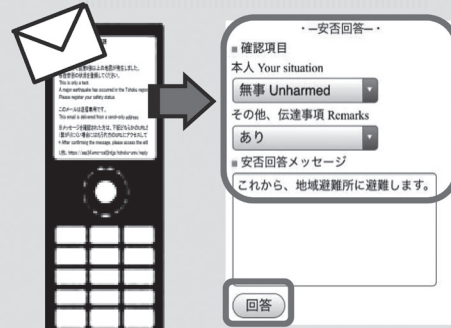 This is only a test.
A major earthquake has occurred in the Tohoku region
Please register your safety status.
このメールは送信専用です。
This email is delivered from a send-only address.
・—安否回答—・
■ 確認項目
本人 Your situation
無事 Unharmed
その他、伝達事項 Remarks
あり
■ 安否回答メッセージ
これから、地域避難所に避難します。
回答